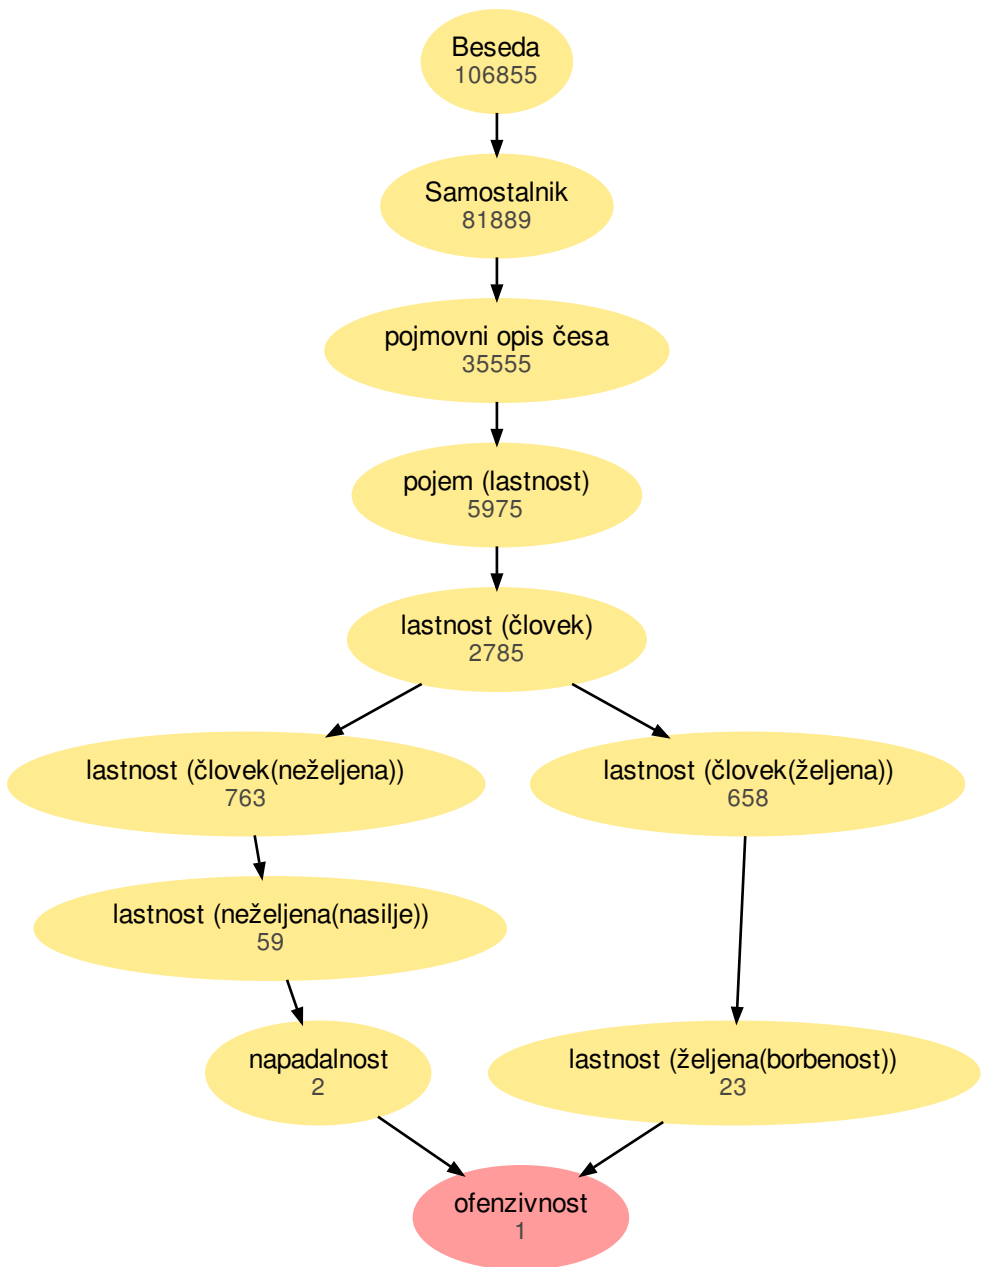 Beseda
106855
Samostalnik
81889
pojmovni opis česa
35555
pojem (lastnost)
5975
lastnost (človek)
2785
lastnost (človek(neželjena))
763
lastnost (človek(željena))
658
lastnost (neželjena(nasilje))
59
napadalnost
2
lastnost (željena(borbenost))
23
ofenzivnost
1